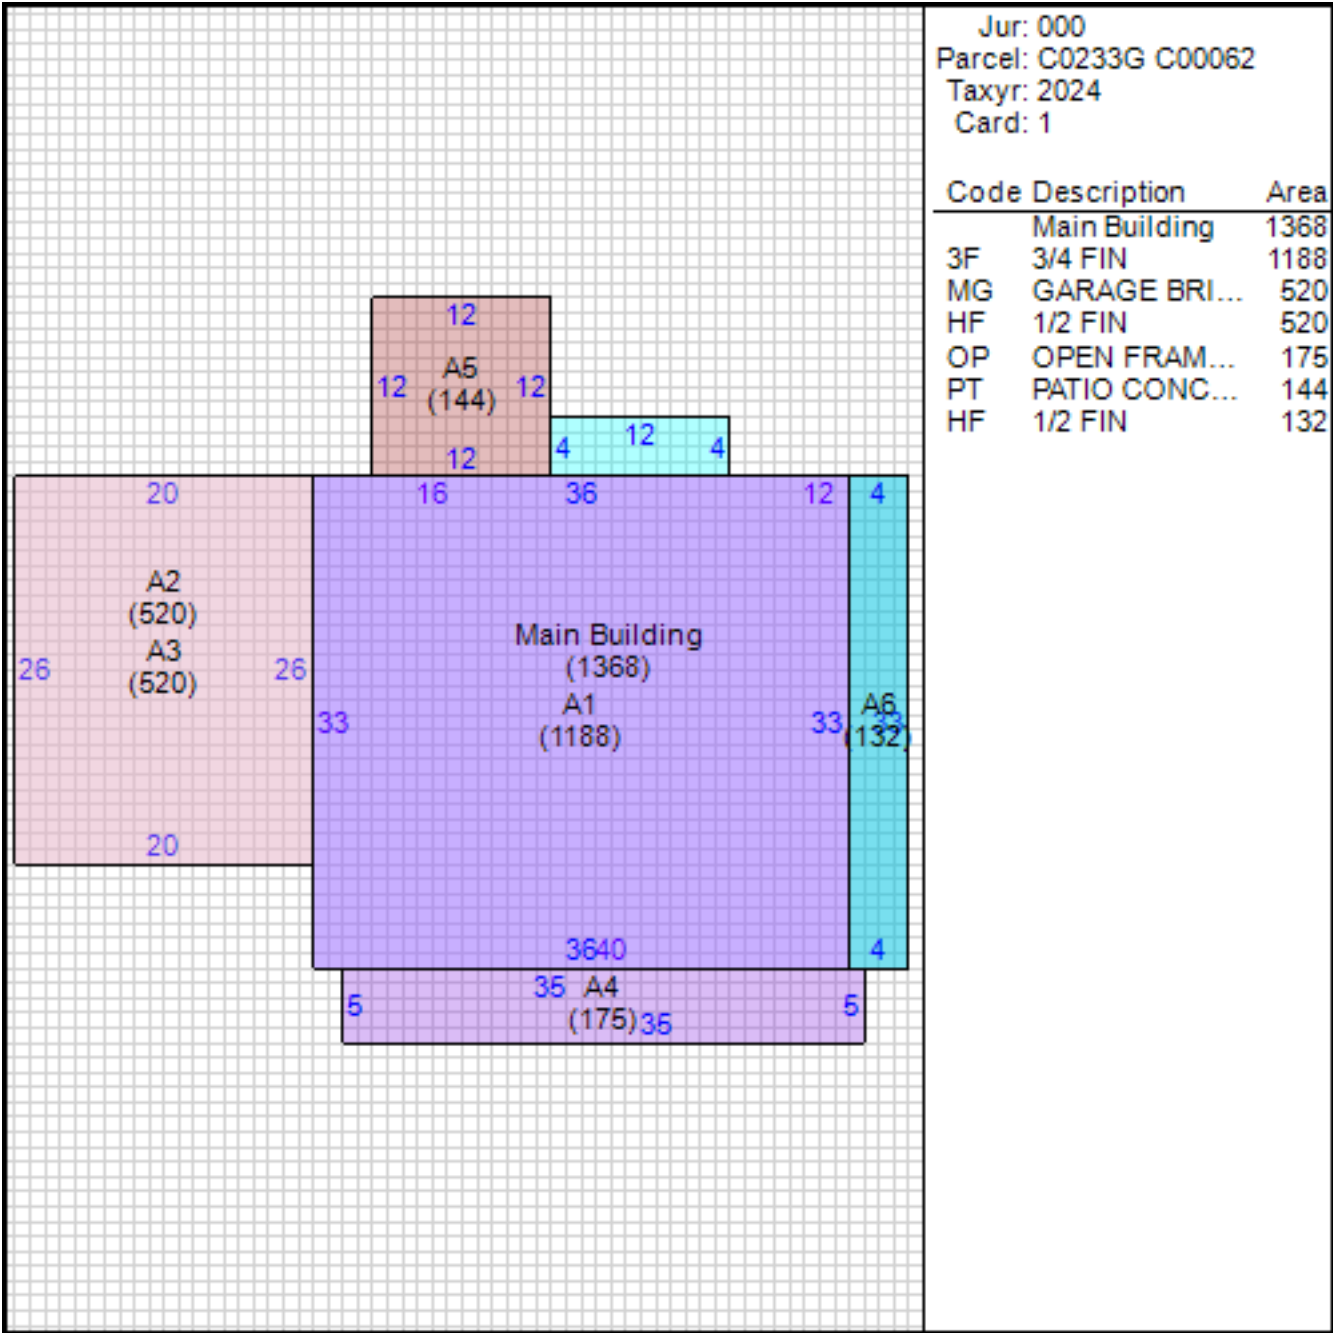 Jur: 000
Parcel: C0233G C00062
Taxyr: 2024
Card: 1
Code Description Area
Main Building 1368
3F 3/4 FIN 1188
MG GARAGE BRI... 520
HF 1/2 FIN 520
OP OPEN FRAM... 175
PT PATIO CONC... 144
HF 1/2 FIN 132
12
A5
12 (144) 12
12
12
4 4
20
16 36 12 4
A2
(520)
A3
(520)
26 26
Main Building
(1368)
A1
(1188)
33 33
A6
33
(132)
20
36 40 4
35 A4
5 (175) 35 5